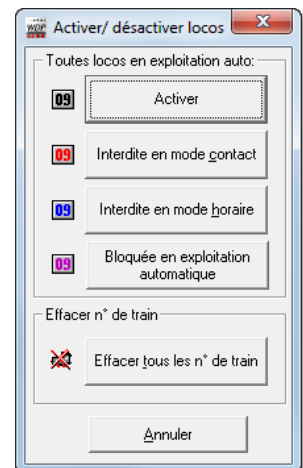 WDP
Activer/ désactiver locos
Toutes locos en exploitation auto:
09 Activer
09 Interdite en mode contact
09 Interdite en mode horaire
09 Bloquée en exploitation
automatique
Effacer n° de train
Effacer tous les n° de train
Annuler